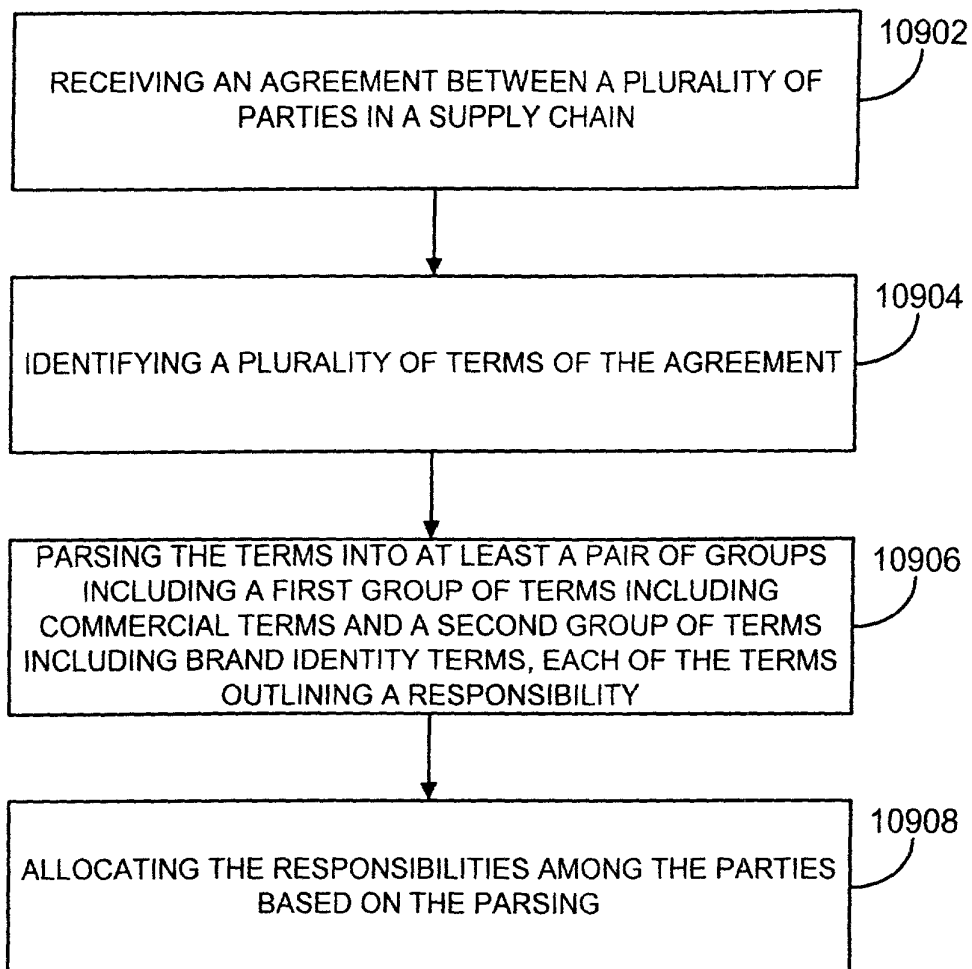 10902
RECEIVING AN AGREEMENT BETWEEN A PLURALITY OF
PARTIES IN A SUPPLY CHAIN
10904
IDENTIFYING A PLURALITY OF TERMS OF THE AGREEMENT
10906
PARSING THE TERMS INTO AT LEAST A PAIR OF GROUPS
INCLUDING A FIRST GROUP OF TERMS INCLUDING
COMMERCIAL TERMS AND A SECOND GROUP OF TERMS
INCLUDING BRAND IDENTITY TERMS, EACH OF THE TERMS
OUTLINING A RESPONSIBILITY
10908
ALLOCATING THE RESPONSIBILITIES AMONG THE PARTIES
BASED ON THE PARSING